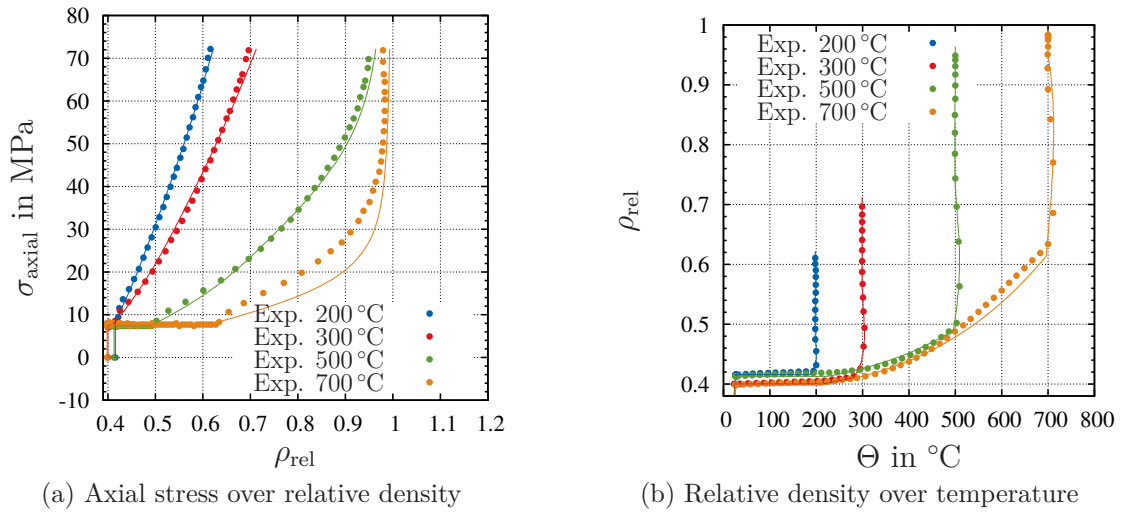 80
70
60
50
40
30
20
10
0
-10
0.4 0.5 0.6 0.7 0.8 0.9 1 1.1 1.2
σaxial in MPa
ρrel
Exp. 200 °C
Exp. 300 °C
Exp. 500 °C
Exp. 700 °C
(a) Axial stress over relative density
1
0.9
0.8
0.7
0.6
0.5
0.4
0 100 200 300 400 500 600 700 800
ρrel
Θ in °C
Exp. 200 °C
Exp. 300 °C
Exp. 500 °C
Exp. 700 °C
(b) Relative density over temperature